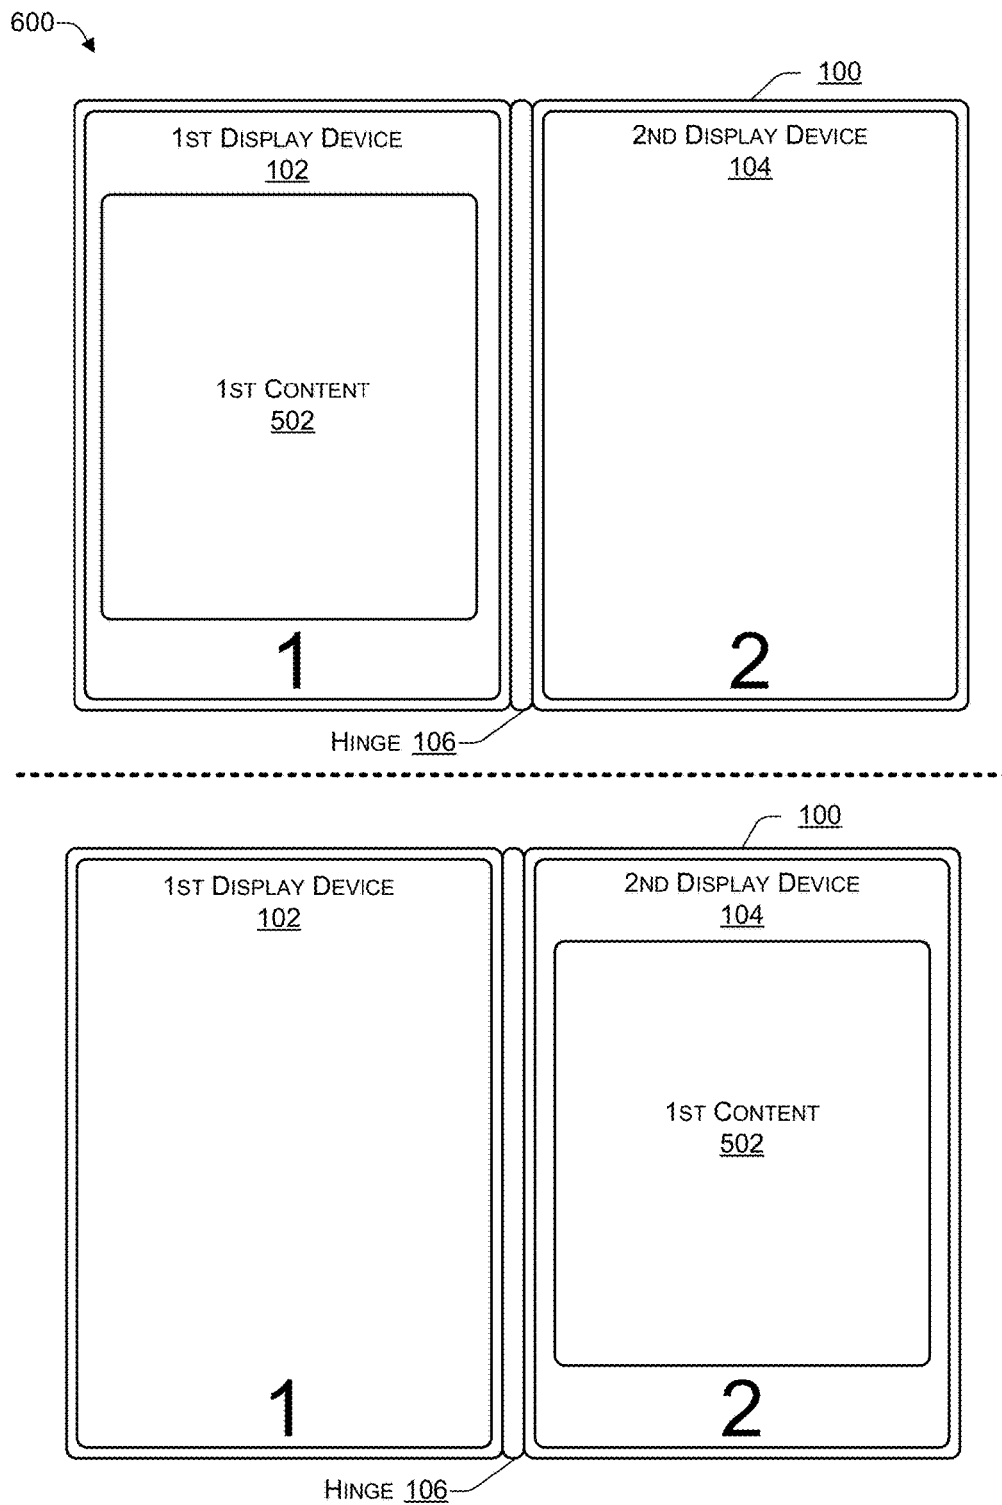 600
100
1ST DISPLAY DEVICE
102
2ND DISPLAY DEVICE
104
1ST CONTENT
502
1
2
HINGE 106
100
1ST DISPLAY DEVICE
102
2ND DISPLAY DEVICE
104
1ST CONTENT
502
1
2
HINGE 106